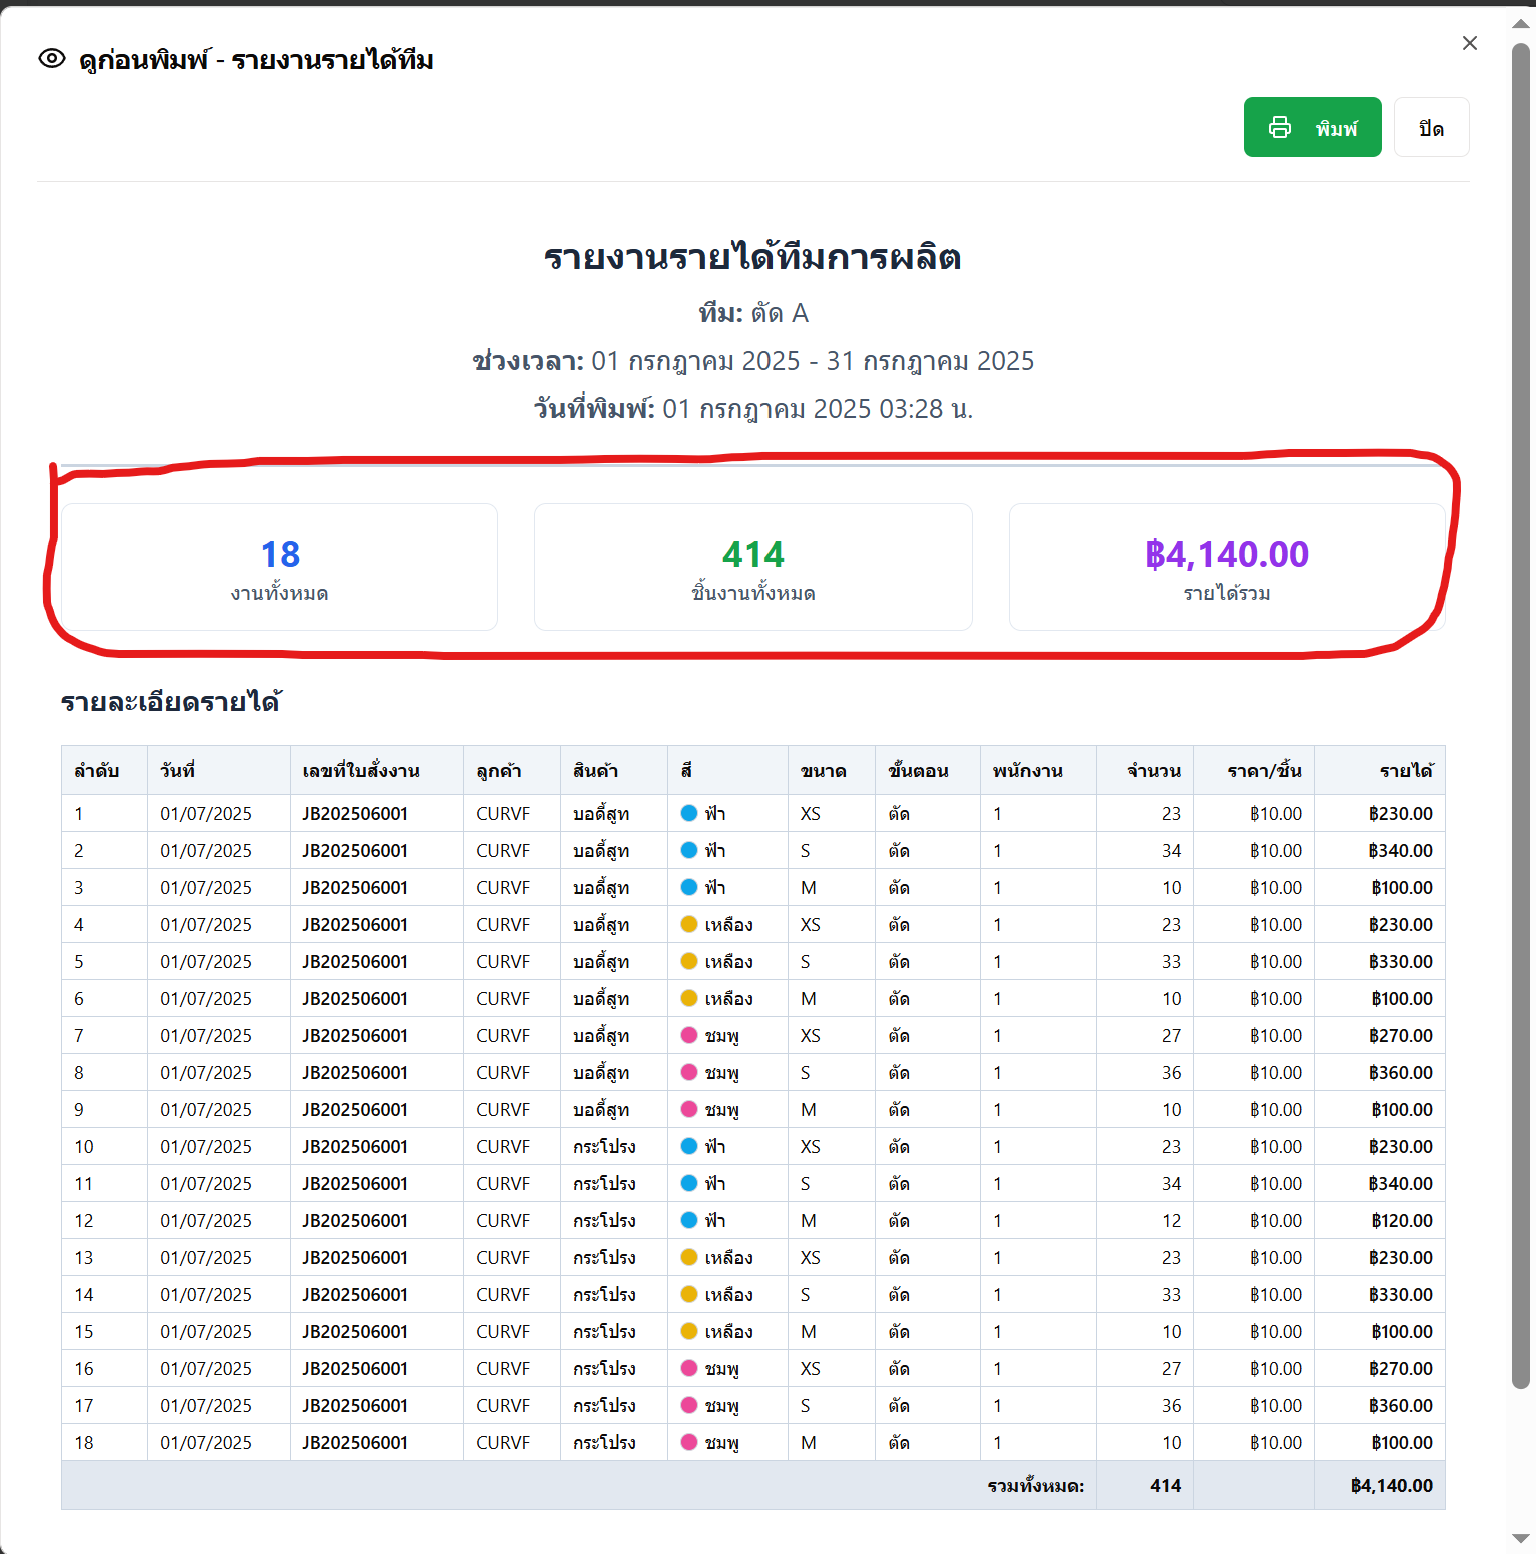 ดูก่อนพิมพ์ - รายงานรายได้ทีม
พิมพ์ ปิด
รายงานรายได้ทีมการผลิต
ทีม: ตัด A
ช่วงเวลา: 01 กรกฎาคม 2025 - 31 กรกฎาคม 2025
วันที่พิมพ์: 01 กรกฎาคม 2025 03:28 น.
18 414 ฿4,140.00
งานทั้งหมด ชิ้นงานทั้งหมด รายได้รวม
รายละเอียดรายได้
ลำดับ วันที่ เลขที่ใบสั่งงาน ลูกค้า สินค้า สี ขนาด ขั้นตอน พนักงาน จำนวน ราคา/ชิ้น รายได้
1 01/07/2025 JB202506001 CURVF บอดี้สูท ฟ้า XS ตัด 1 23 ฿10.00 ฿230.00
2 01/07/2025 JB202506001 CURVF บอดี้สูท ฟ้า S ตัด 1 34 ฿10.00 ฿340.00
3 01/07/2025 JB202506001 CURVF บอดี้สูท ฟ้า M ตัด 1 10 ฿10.00 ฿100.00
4 01/07/2025 JB202506001 CURVF บอดี้สูท เหลือง XS ตัด 1 23 ฿10.00 ฿230.00
5 01/07/2025 JB202506001 CURVF บอดี้สูท เหลือง S ตัด 1 33 ฿10.00 ฿330.00
6 01/07/2025 JB202506001 CURVF บอดี้สูท เหลือง M ตัด 1 10 ฿10.00 ฿100.00
7 01/07/2025 JB202506001 CURVF บอดี้สูท ชมพู XS ตัด 1 27 ฿10.00 ฿270.00
8 01/07/2025 JB202506001 CURVF บอดี้สูท ชมพู S ตัด 1 36 ฿10.00 ฿360.00
9 01/07/2025 JB202506001 CURVF บอดี้สูท ชมพู M ตัด 1 10 ฿10.00 ฿100.00
10 01/07/2025 JB202506001 CURVF กระโปรง ฟ้า XS ตัด 1 23 ฿10.00 ฿230.00
11 01/07/2025 JB202506001 CURVF กระโปรง ฟ้า S ตัด 1 34 ฿10.00 ฿340.00
12 01/07/2025 JB202506001 CURVF กระโปรง ฟ้า M ตัด 1 12 ฿10.00 ฿120.00
13 01/07/2025 JB202506001 CURVF กระโปรง เหลือง XS ตัด 1 23 ฿10.00 ฿230.00
14 01/07/2025 JB202506001 CURVF กระโปรง เหลือง S ตัด 1 33 ฿10.00 ฿330.00
15 01/07/2025 JB202506001 CURVF กระโปรง เหลือง M ตัด 1 10 ฿10.00 ฿100.00
16 01/07/2025 JB202506001 CURVF กระโปรง ชมพู XS ตัด 1 27 ฿10.00 ฿270.00
17 01/07/2025 JB202506001 CURVF กระโปรง ชมพู S ตัด 1 36 ฿10.00 ฿360.00
18 01/07/2025 JB202506001 CURVF กระโปรง ชมพู M ตัด 1 10 ฿10.00 ฿100.00
รวมทั้งหมด: 414 ฿4,140.00